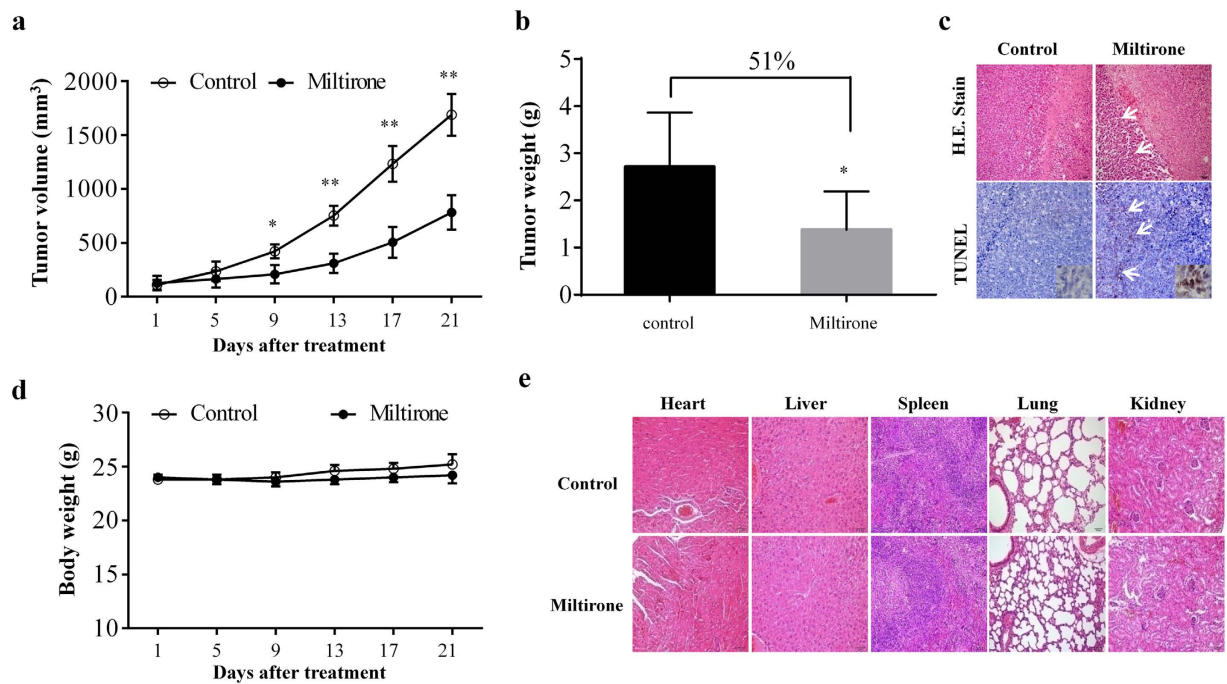 a
Control
Miltirone
Tumor volume (mm³)
2000
1500
1000
500
0
*
**
**
**
1
5
9
13
17
21
Days after treatment
b
51%
Tumor weight (g)
5
4
3
2
1
0
*
control
Miltirone
c
Control
Miltirone
H.E. Stain
TUNEL
d
Control
Miltirone
Body weight (g)
30
25
20
15
10
1
5
9
13
17
21
Days after treatment
e
Heart
Liver
Spleen
Lung
Kidney
Control
Miltirone